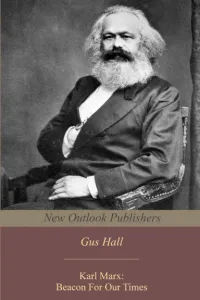 New Outlook Publishers
Gus Hall
Karl Marx:
Beacon For Our Times